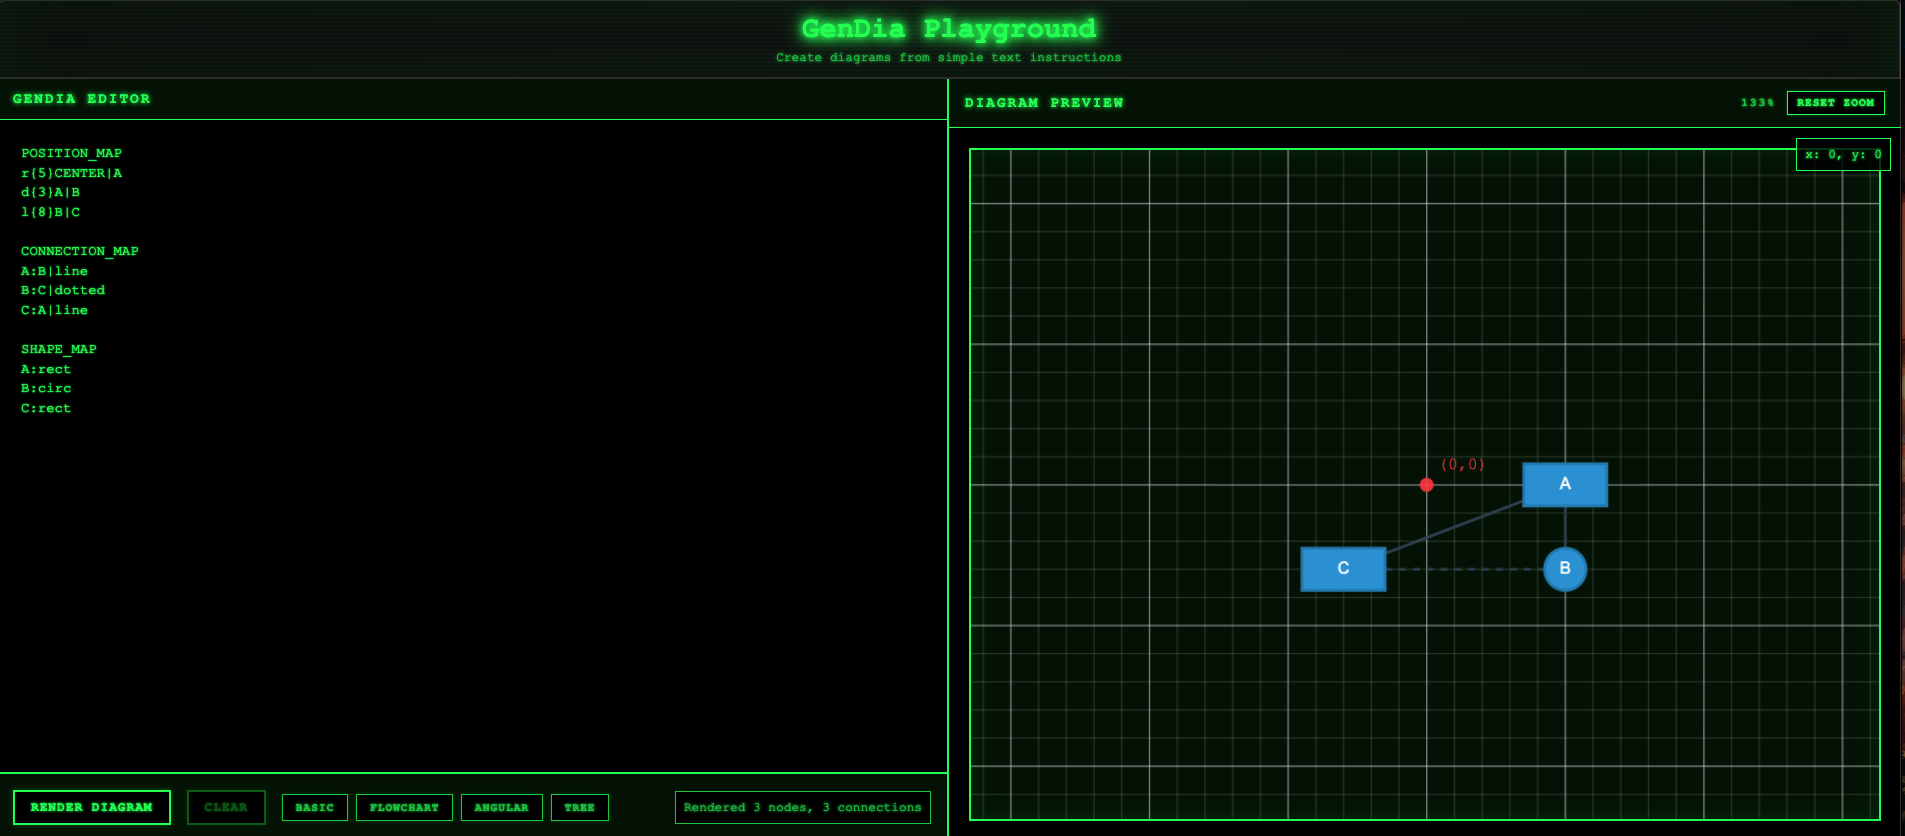 GenDia Playground
Create diagrams from simple text instructions
GENDIA EDITOR
POSITION_MAP
r{5}CENTER|A
d{3}A|B
l{8}B|C
CONNECTION_MAP
A:B|line
B:C|dotted
C:A|line
SHAPE_MAP
A:rect
B:circ
C:rect
RENDER DIAGRAM
CLEAR
BASIC
FLOWCHART
ANGULAR
TREE
Rendered 3 nodes, 3 connections
DIAGRAM PREVIEW
133%
RESET ZOOM
x: 0, y: 0
(0,0)
A
C
B